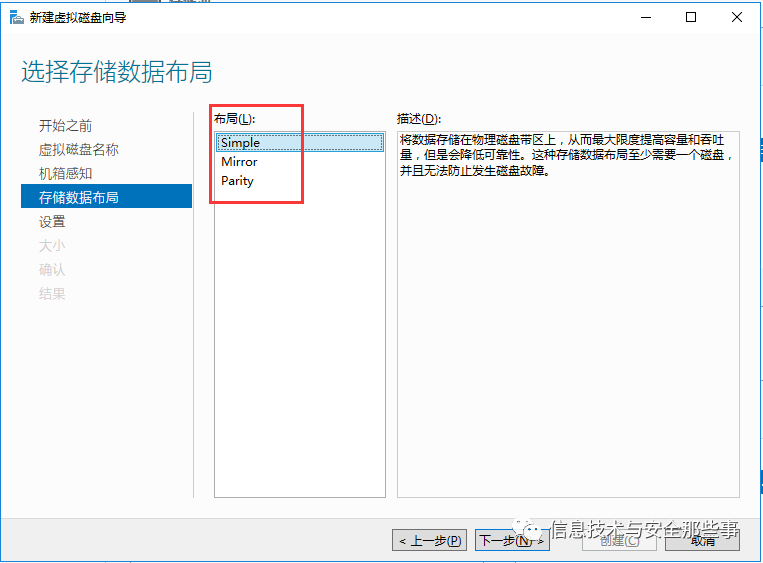 新建虚拟磁盘向导
选择存储数据布局
开始之前
虚拟磁盘名称
机箱感知
存储数据布局
设置
大小
确认
结果
布局(L):
Simple
Mirror
Parity
描述(D):
将数据存储在物理磁盘带区上，从而最大限度提高容量和吞吐
量，但是会降低可靠性。这种存储数据布局至少需要一个磁盘，
并且无法防止发生磁盘故障。
< 上一步(P)
下一步(N) >
创建(C)
取消
信息技术与安全那些事